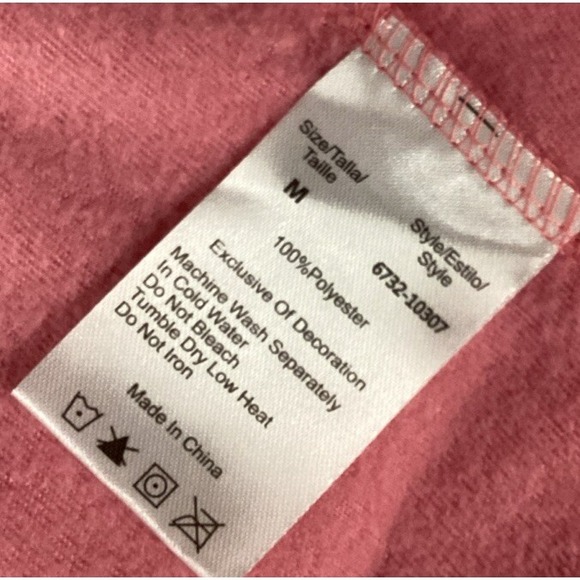 Size/Talla/
Taille
M
Style/Estilo/
Style
6732-10307
100%Polyester
Exclusive Of Decoration
Machine Wash Separately
In Cold Water
Do Not Bleach
Tumble Dry Low Heat
Do Not Iron
Made In China